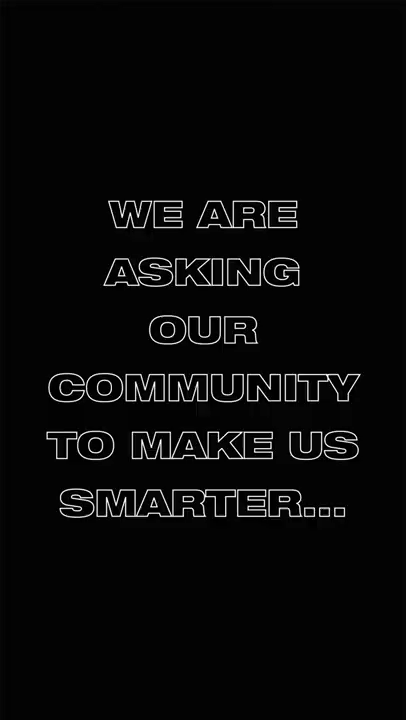 WE ARE
ASKING
OUR
COMMUNITY
TO MAKE US
SMARTER...